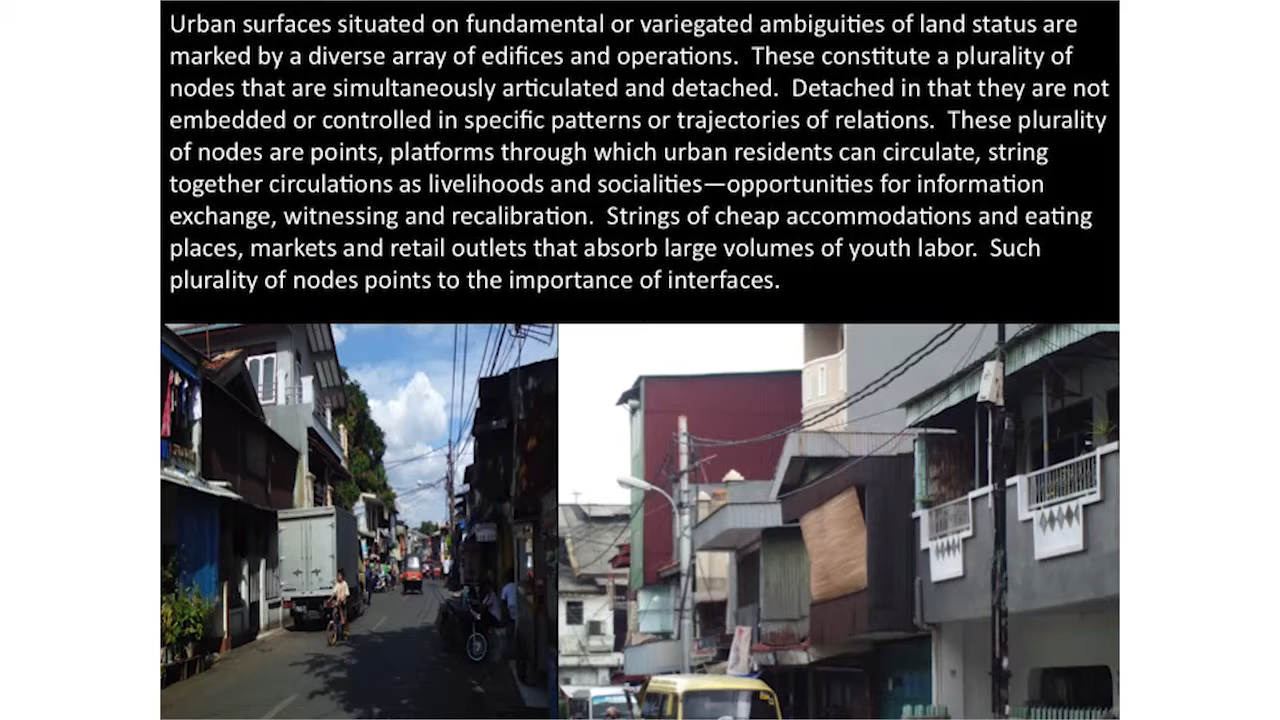 Urban surfaces situated on fundamental or variegated ambiguities of land status are
marked by a diverse array of edifices and operations.  These constitute a plurality of
nodes that are simultaneously articulated and detached.  Detached in that they are not
embedded or controlled in specific patterns or trajectories of relations.  These plurality
of nodes are points, platforms through which urban residents can circulate, string
together circulations as livelihoods and socialities—opportunities for information
exchange, witnessing and recalibration.  Strings of cheap accommodations and eating
places, markets and retail outlets that absorb large volumes of youth labor.  Such
plurality of nodes points to the importance of interfaces.